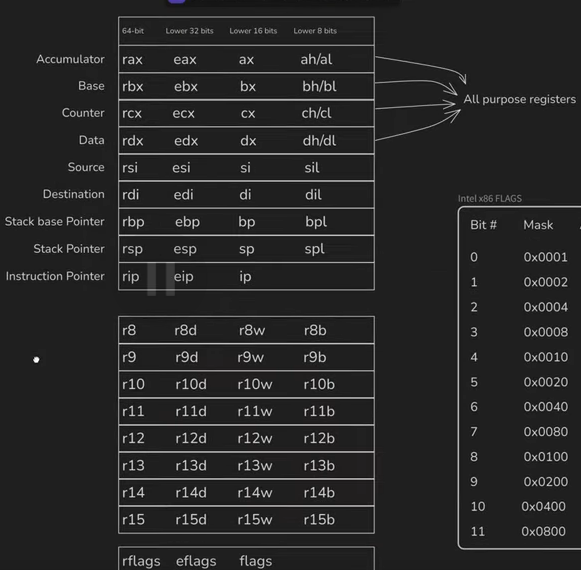 64-bit Lower 32 bits Lower 16 bits Lower 8 bits
Accumulator rax eax ax ah/al
Base rbx ebx bx bh/bl
Counter rcx ecx cx ch/cl
Data rdx edx dx dh/dl
All purpose registers
Source rsi esi si sil
Destination rdi edi di dil
Stack base Pointer rbp ebp bp bpl
Stack Pointer rsp esp sp spl
Instruction Pointer rip eip ip
r8 r8d r8w r8b
r9 r9d r9w r9b
r10 r10d r10w r10b
r11 r11d r11w r11b
r12 r12d r12w r12b
r13 r13d r13w r13b
r14 r14d r14w r14b
r15 r15d r15w r15b
rflags eflags flags
Intel x86 FLAGS
Bit # Mask
0 0x0001
1 0x0002
2 0x0004
3 0x0008
4 0x0010
5 0x0020
6 0x0040
7 0x0080
8 0x0100
9 0x0200
10 0x0400
11 0x0800